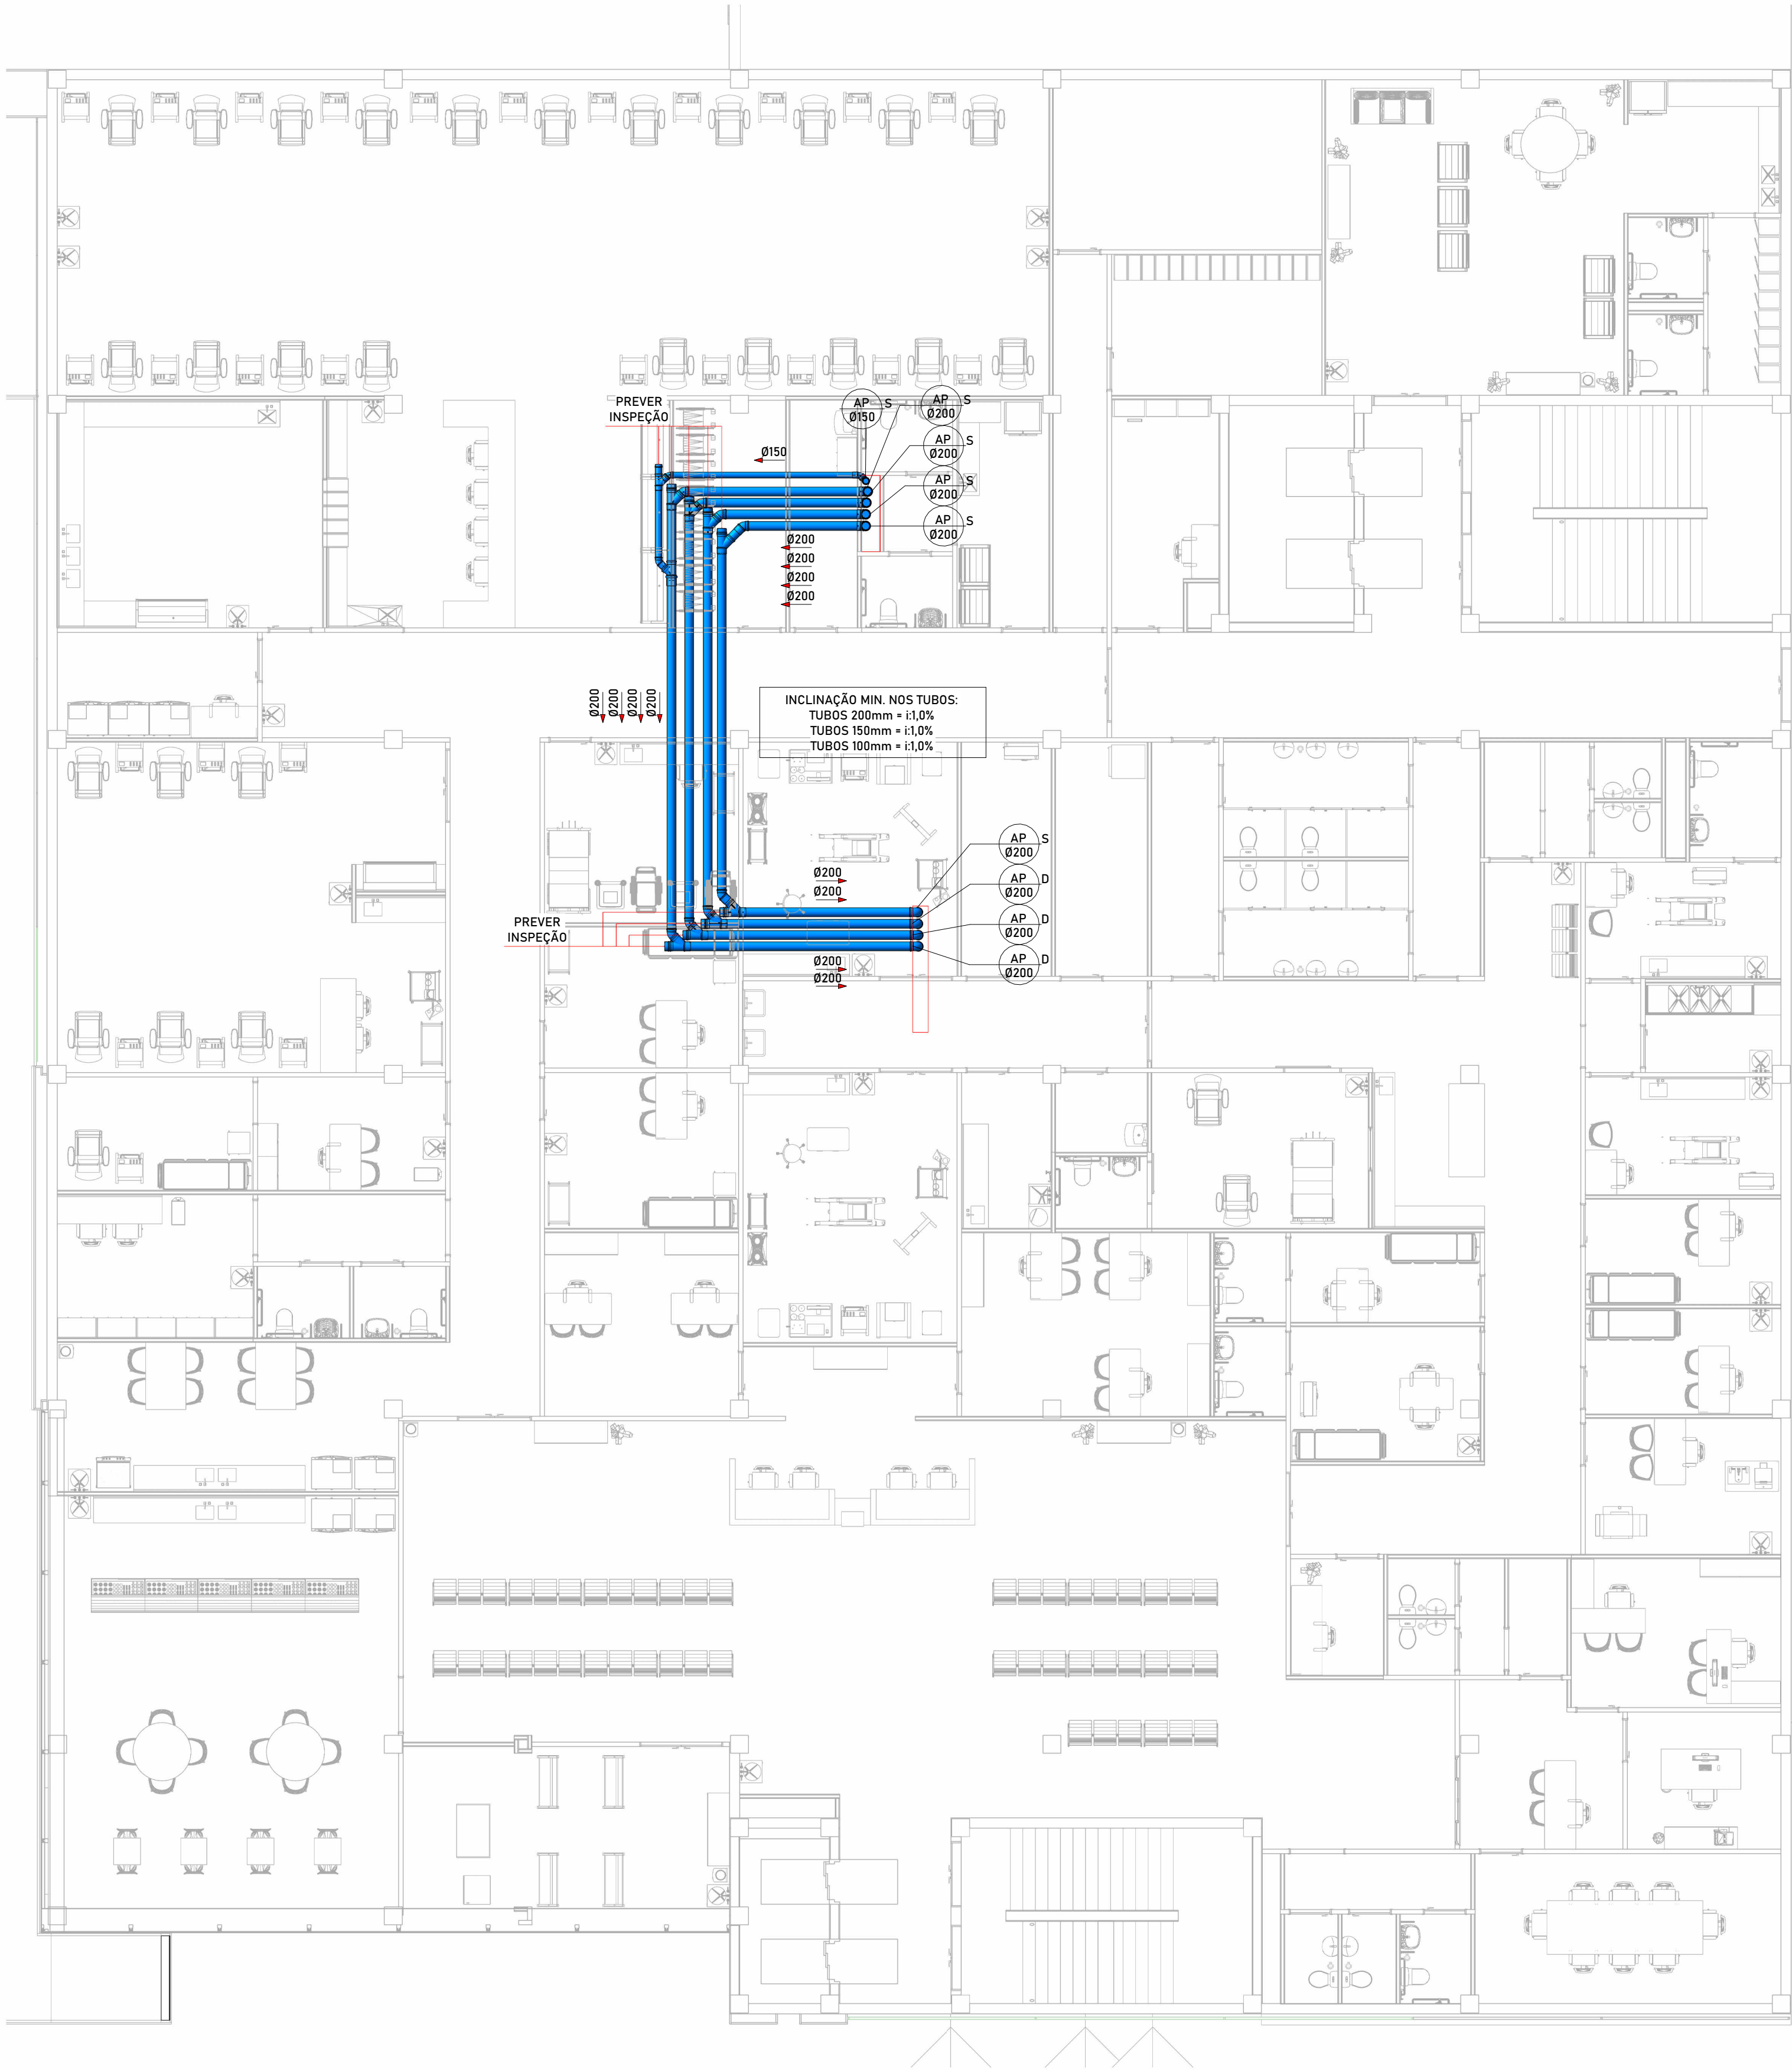 PREVER
INSPEÇÃO
AP S
Ø150
AP S
Ø200
AP S
Ø200
AP S
Ø200
AP S
Ø200
Ø150
Ø200
Ø200
Ø200
Ø200
Ø200
Ø200
Ø200
Ø200
INCLINAÇÃO MIN. NOS TUBOS:
TUBOS 200mm = i:1,0%
TUBOS 150mm = i:1,0%
TUBOS 100mm = i:1,0%
AP S
Ø200
AP D
Ø200
AP D
Ø200
AP D
Ø200
Ø200
Ø200
PREVER
INSPEÇÃO
Ø200
Ø200